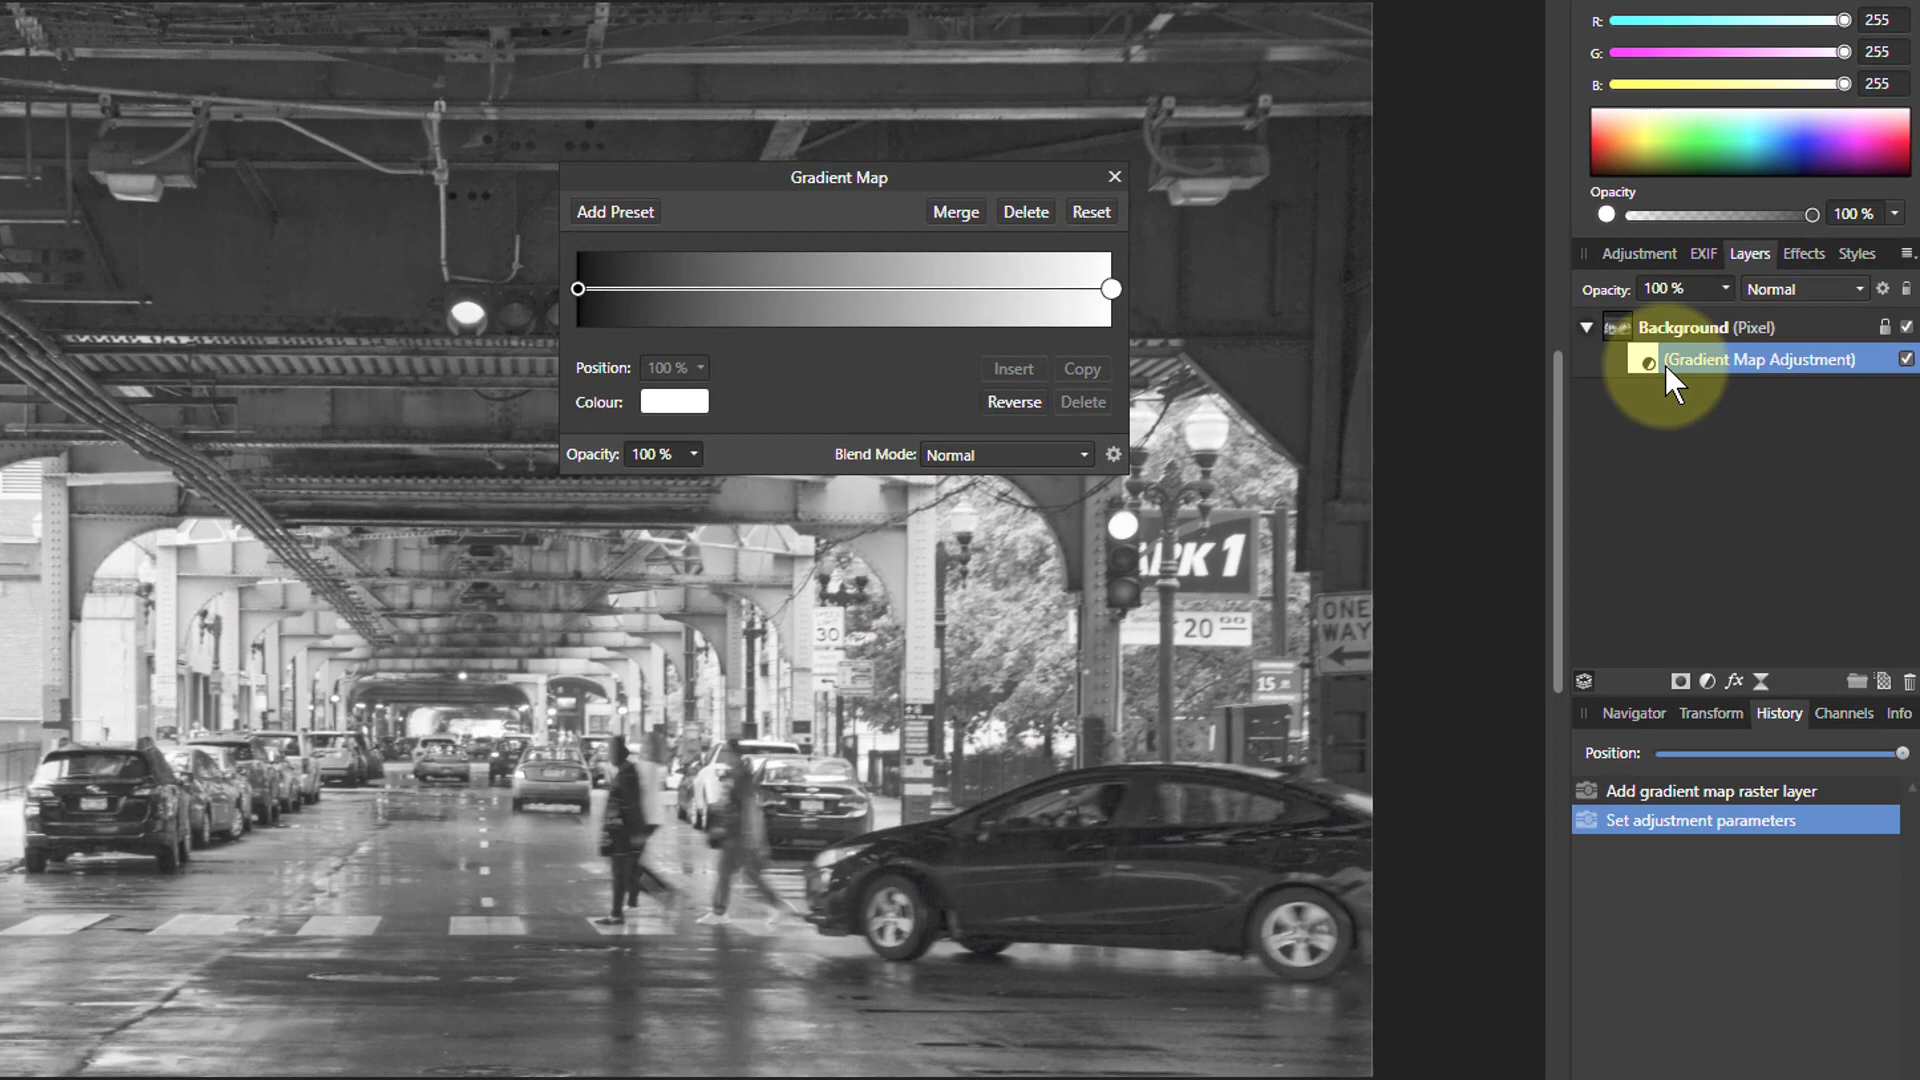 R: 255
G: 255
B: 255
Opacity
100 %
Adjustment EXIF Layers Effects Styles
Opacity: 100 % Normal
Background (Pixel)
(Gradient Map Adjustment)
Gradient Map
Add Preset Merge Delete Reset
Position: 100 % Insert Copy
Colour: Reverse Delete
Opacity: 100 % Blend Mode: Normal
RK 1
SPEED
LIMIT
30
20
15
ONE
WAY
fx
Navigator Transform History Channels Info
Position:
Add gradient map raster layer
Set adjustment parameters